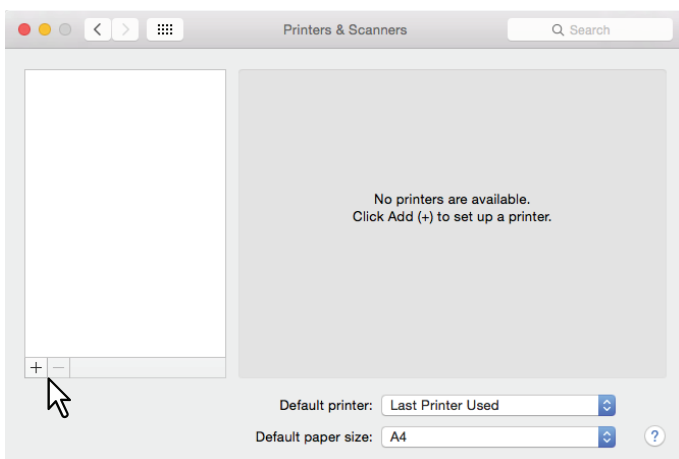 Printers & Scanners
Search
No printers are available.
Click Add (+) to set up a printer.
+ −
Default printer: Last Printer Used
Default paper size: A4 ?